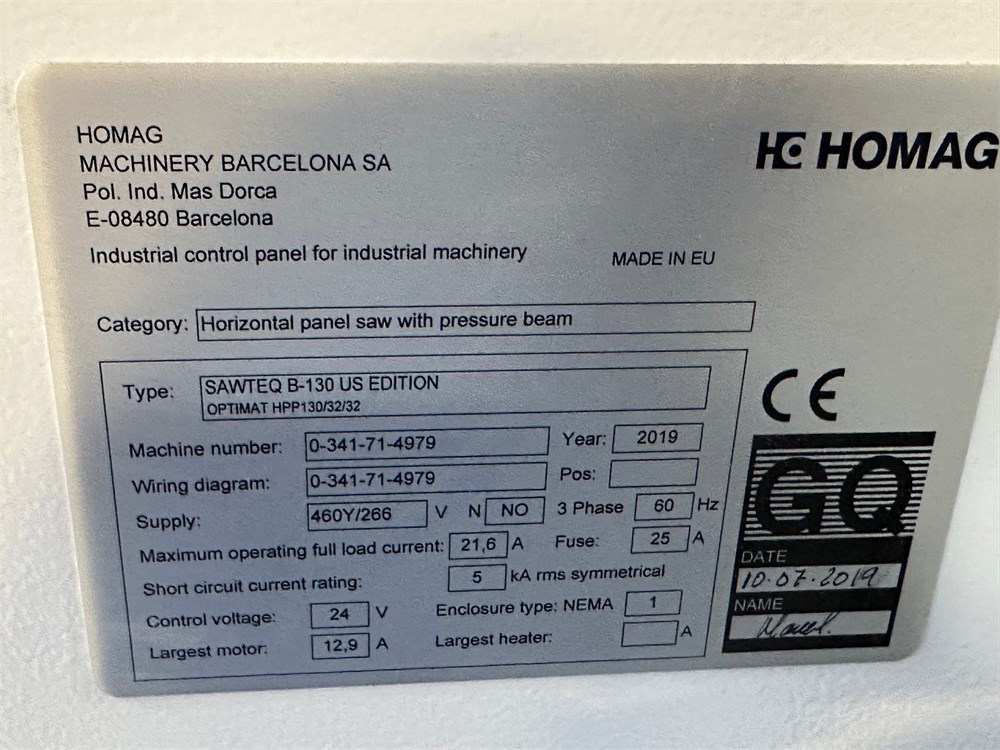 HOMAG
MACHINERY BARCELONA SA
Pol. Ind. Mas Dorca
E-08480 Barcelona
HOMAG
Industrial control panel for industrial machinery MADE IN EU
Category: Horizontal panel saw with pressure beam
Type: SAWTEQ B-130 US EDITION
OPTIMAT HPP130/32/32
Machine number: 0-341-71-4979 Year: 2019
Wiring diagram: 0-341-71-4979 Pos:
Supply: 460Y/266 V N NO 3 Phase 60 Hz
Maximum operating full load current: 21,6 A Fuse: 25 A
Short circuit current rating: 5 kA rms symmetrical
Control voltage: 24 V Enclosure type: NEMA 1
Largest motor: 12,9 A Largest heater: A
CE
GQ
DATE
10.07.2019
NAME